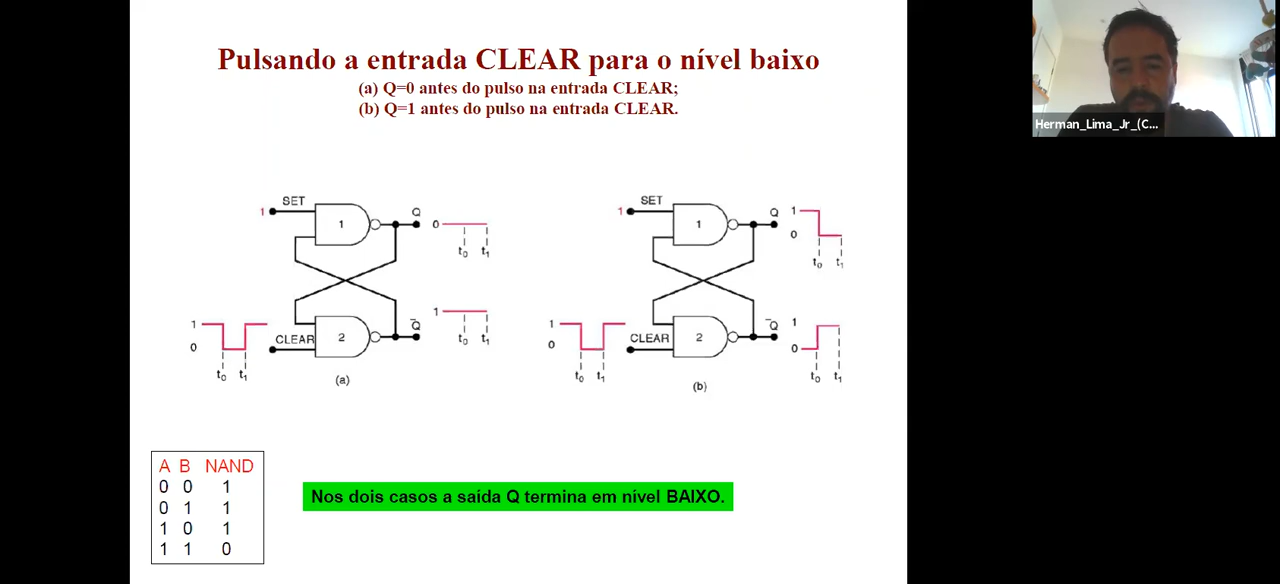 Pulsando a entrada CLEAR para o nível baixo
(a) Q=0 antes do pulso na entrada CLEAR;
(b) Q=1 antes do pulso na entrada CLEAR.
Herman_Lima_Jr_(C...
1 SET
1
Q
0
t0 t1
1
0
t0 t1
CLEAR
2
Q̅
1
t0 t1
(a)
1 SET
1
Q
1
0
t0 t1
1
0
t0 t1
CLEAR
2
Q̅
1
0
t0 t1
(b)
A B NAND
0 0 1
0 1 1
1 0 1
1 1 0
Nos dois casos a saída Q termina em nível BAIXO.